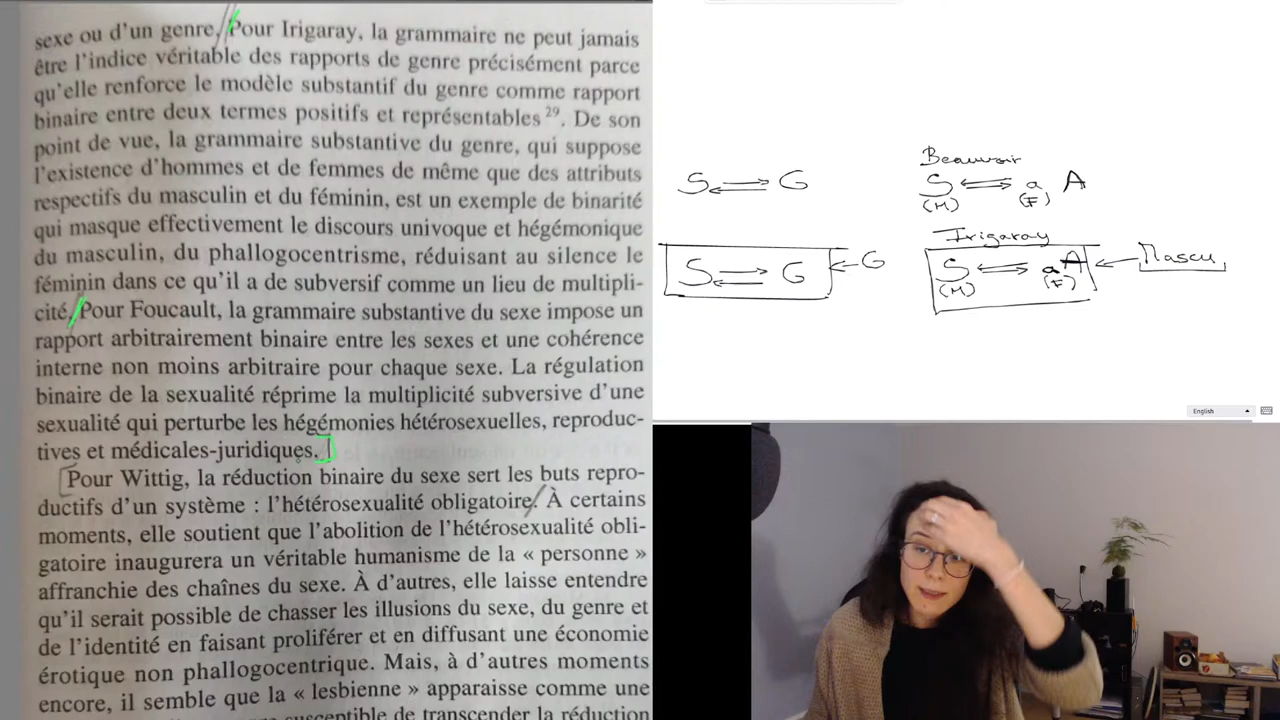 sexe ou d'un genre. Pour Irigaray, la grammaire ne peut jamais
être l'indice véritable des rapports de genre précisément parce
qu'elle renforce le modèle substantif du genre comme rapport
binaire entre deux termes positifs et représentables 29. De son
point de vue, la grammaire substantive du genre, qui suppose
l'existence d'hommes et de femmes de même que des attributs
respectifs du masculin et du féminin, est un exemple de binarité
qui masque effectivement le discours univoque et hégémonique
du masculin, du phallogocentrisme, réduisant au silence le
féminin dans ce qu'il a de subversif comme un lieu de multipli-
cité. Pour Foucault, la grammaire substantive du sexe impose un
rapport arbitrairement binaire entre les sexes et une cohérence
interne non moins arbitraire pour chaque sexe. La régulation
binaire de la sexualité réprime la multiplicité subversive d'une
sexualité qui perturbe les hégémonies hétérosexuelles, reproduc-
tives et médicales-juridiques.
Pour Wittig, la réduction binaire du sexe sert les buts repro-
ductifs d'un système : l'hétérosexualité obligatoire. À certains
moments, elle soutient que l'abolition de l'hétérosexualité obli-
gatoire inaugurera un véritable humanisme de la « personne »
affranchie des chaînes du sexe. À d'autres, elle laisse entendre
qu'il serait possible de chasser les illusions du sexe, du genre et
de l'identité en faisant proliférer et en diffusant une économie
érotique non phallogocentrique. Mais, à d'autres moments
encore, il semble que la « lesbienne » apparaisse comme une
susceptible de transcender la réduction
S ⇄ G
S ⇄ G ← G
Beauvoir
S ⇄ a, A
(M) (F)
Irigaray
S ⇄ a A ← Mascu
(M) (F)
English